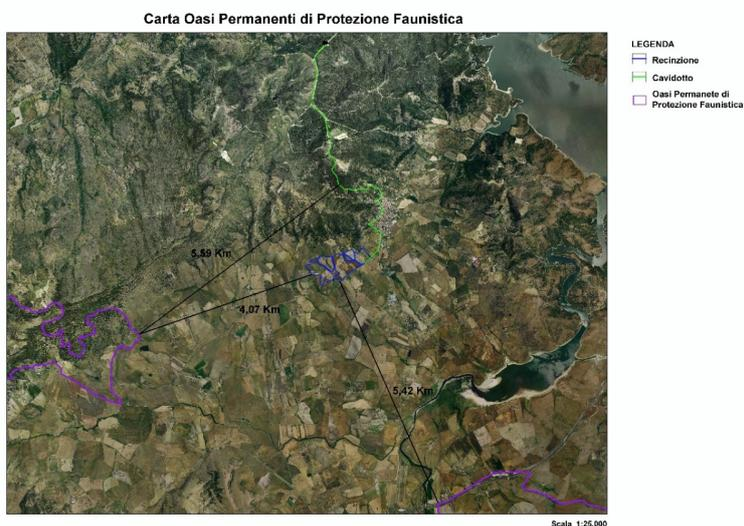 Carta Oasi Permanenti di Protezione Faunistica
LEGENDA
Recinzione
Cavidotto
Oasi Permanete di
Protezione Faunistica
5,59 Km
4,07 Km
5,42 Km
Scala 1:25.000